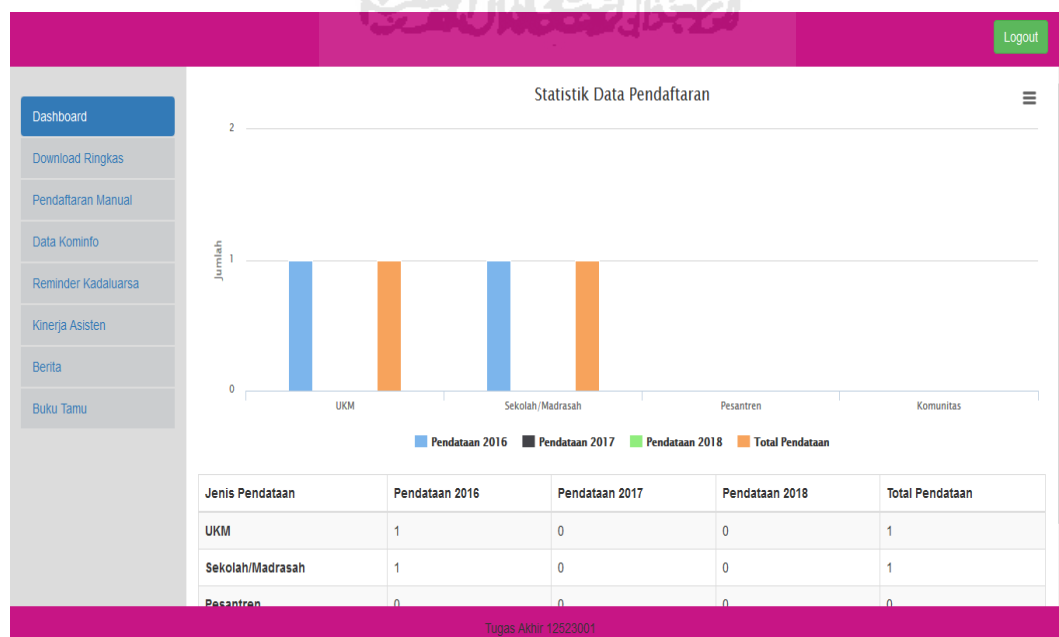 Logout
Dashboard
Download Ringkas
Pendaftaran Manual
Data Kominfo
Reminder Kadaluarsa
Kinerja Asisten
Berita
Buku Tamu
Statistik Data Pendaftaran
2
1
0
Jumlah
UKM Sekolah/Madrasah Pesantren Komunitas
Pendataan 2016 Pendataan 2017 Pendataan 2018 Total Pendataan
Jenis Pendataan Pendataan 2016 Pendataan 2017 Pendataan 2018 Total Pendataan
UKM 1 0 0 1
Sekolah/Madrasah 1 0 0 1
Pesantren 0 0 0 0
Tugas Akhir 12523001